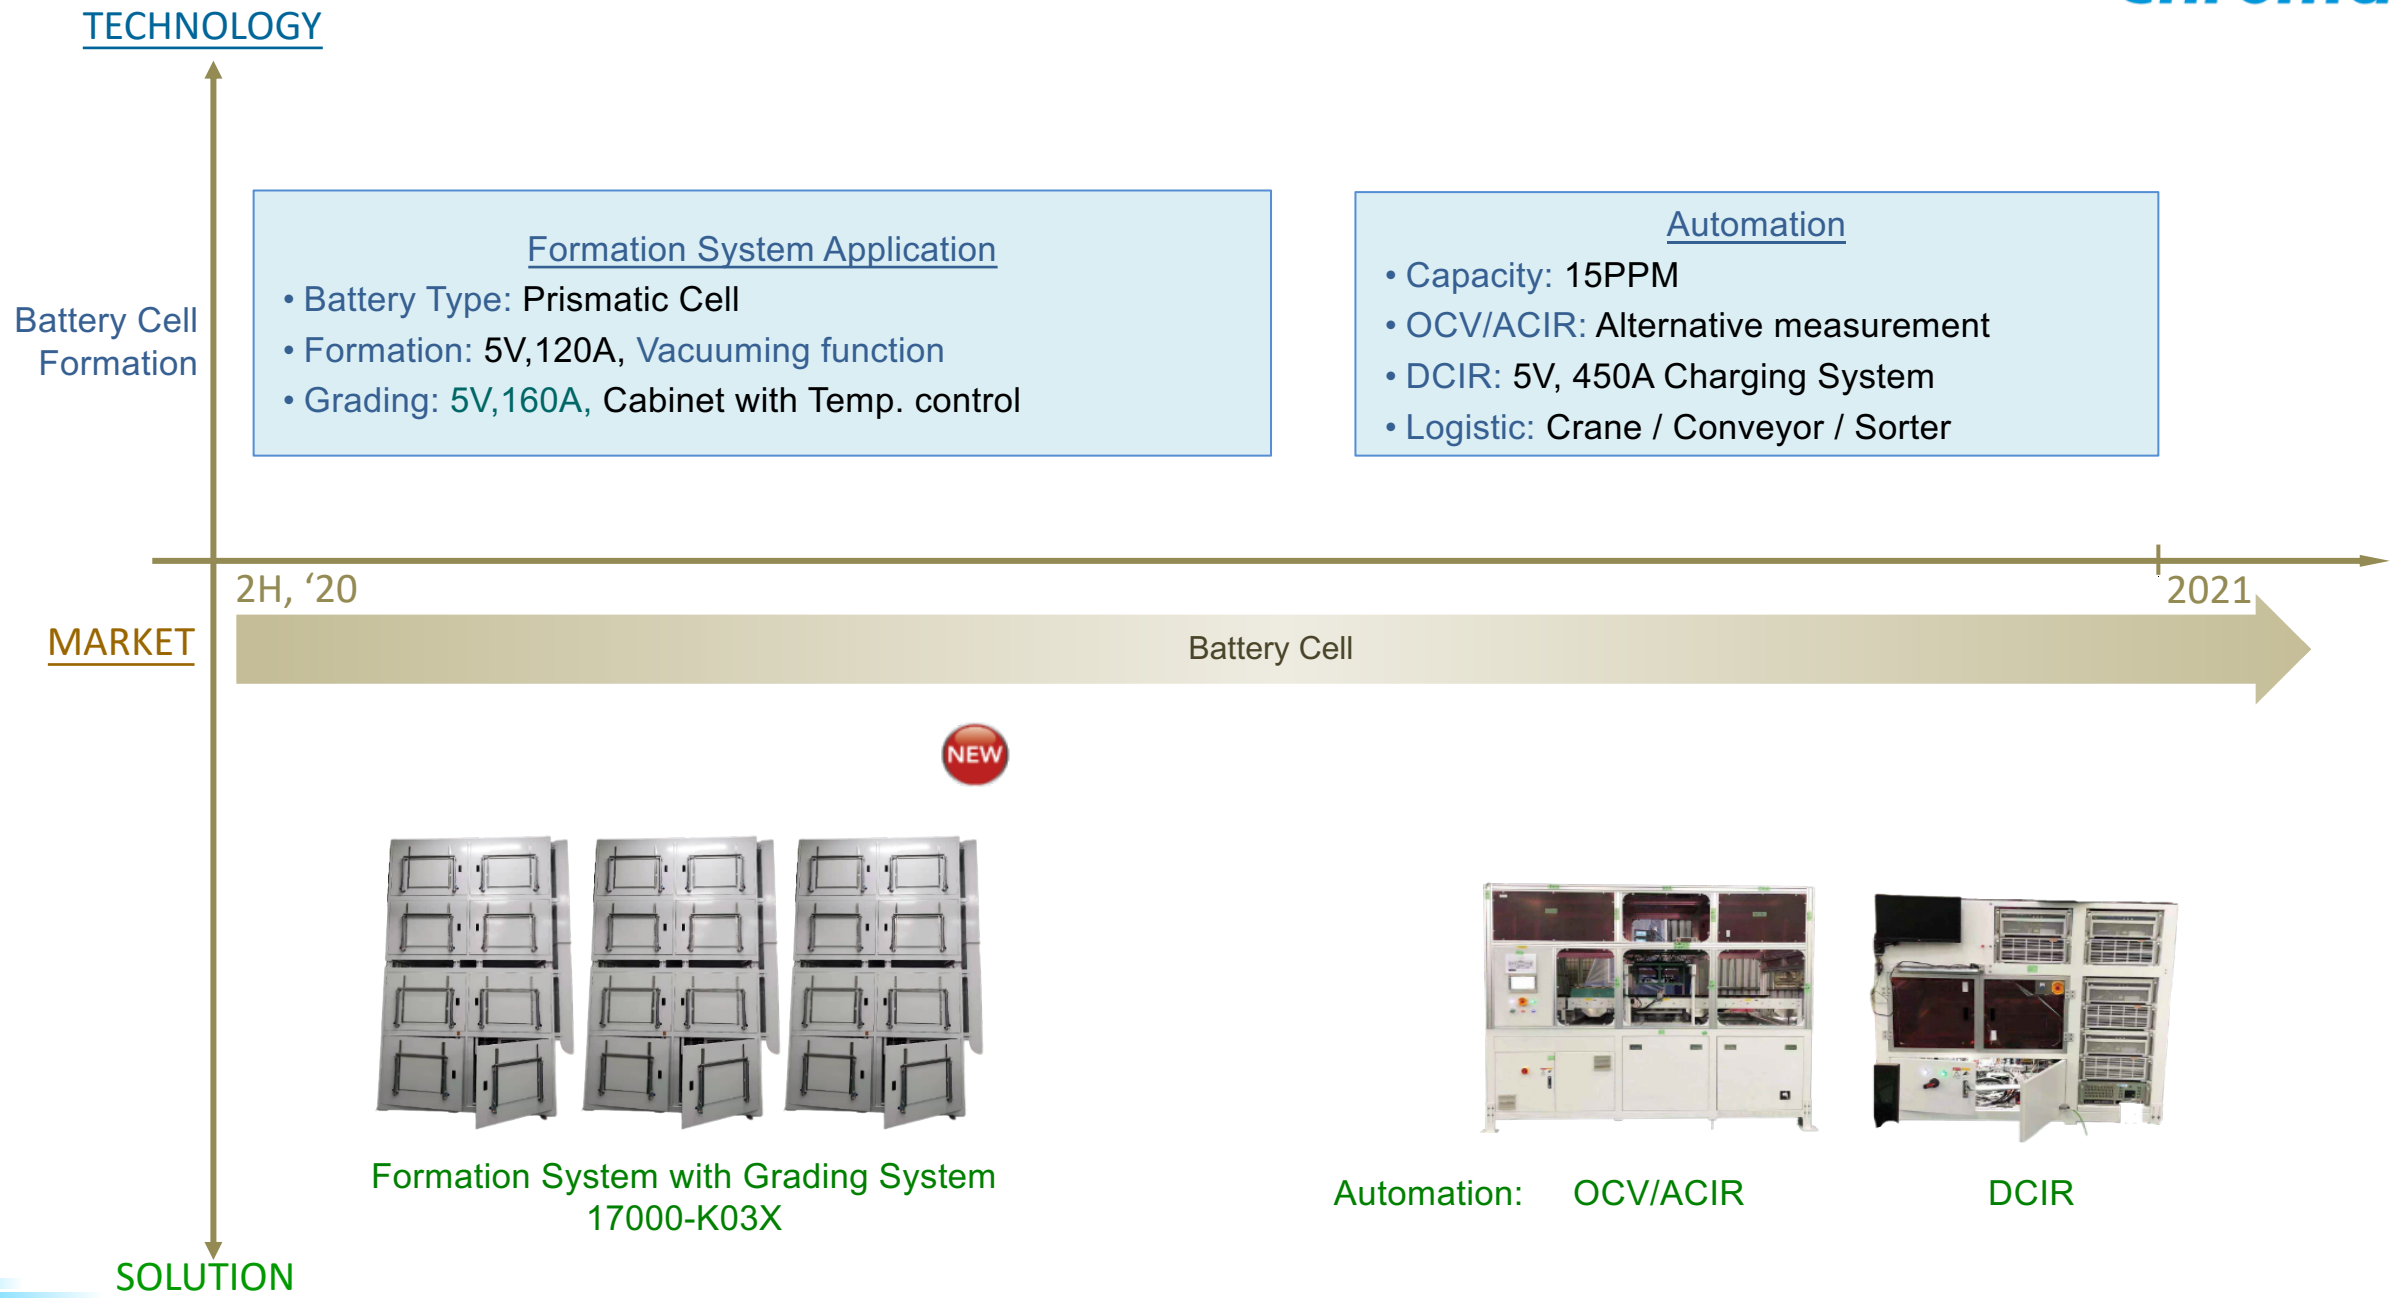 TECHNOLOGY
Battery Cell
Formation
Formation System Application
• Battery Type: Prismatic Cell
• Formation: 5V,120A, Vacuuming function
• Grading: 5V,160A, Cabinet with Temp. control
Automation
• Capacity: 15PPM
• OCV/ACIR: Alternative measurement
• DCIR: 5V, 450A Charging System
• Logistic: Crane / Conveyor / Sorter
2H, ‘20
2021
MARKET
Battery Cell
NEW
Formation System with Grading System
17000-K03X
Automation: OCV/ACIR DCIR
SOLUTION